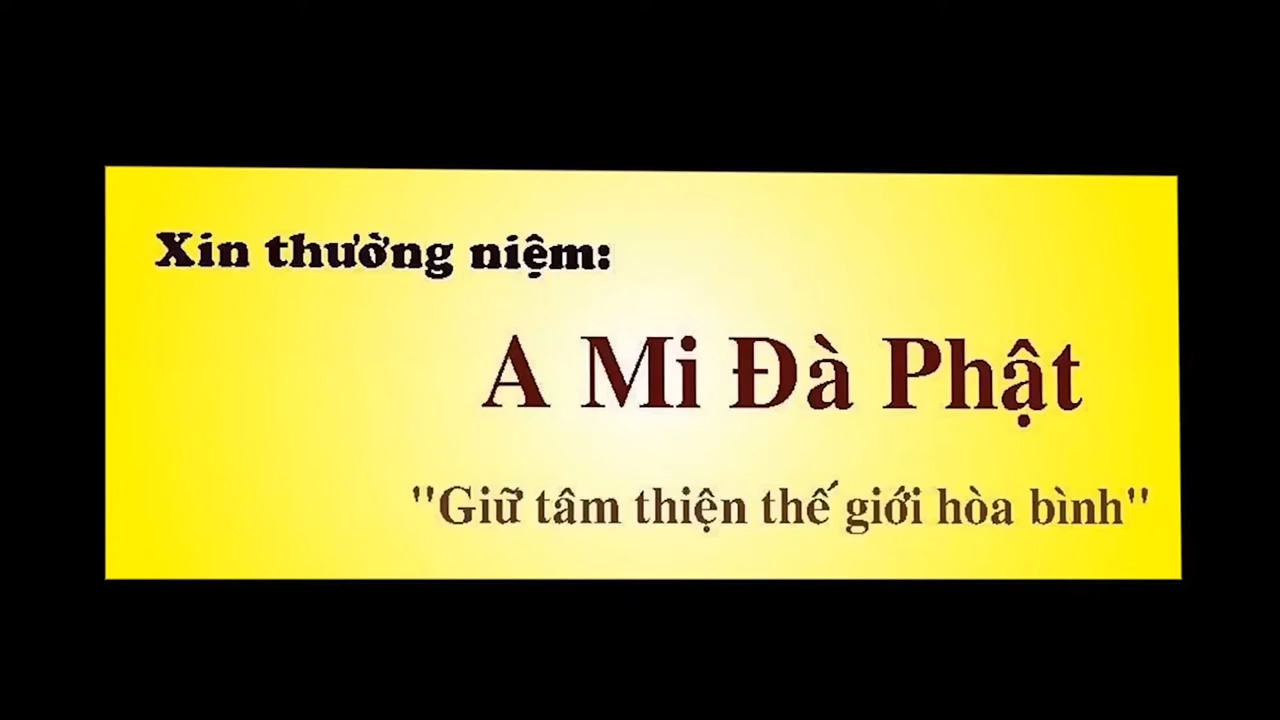 Xin thường niệm:
A Mi Đà Phật
"Giữ tâm thiện thế giới hòa bình"